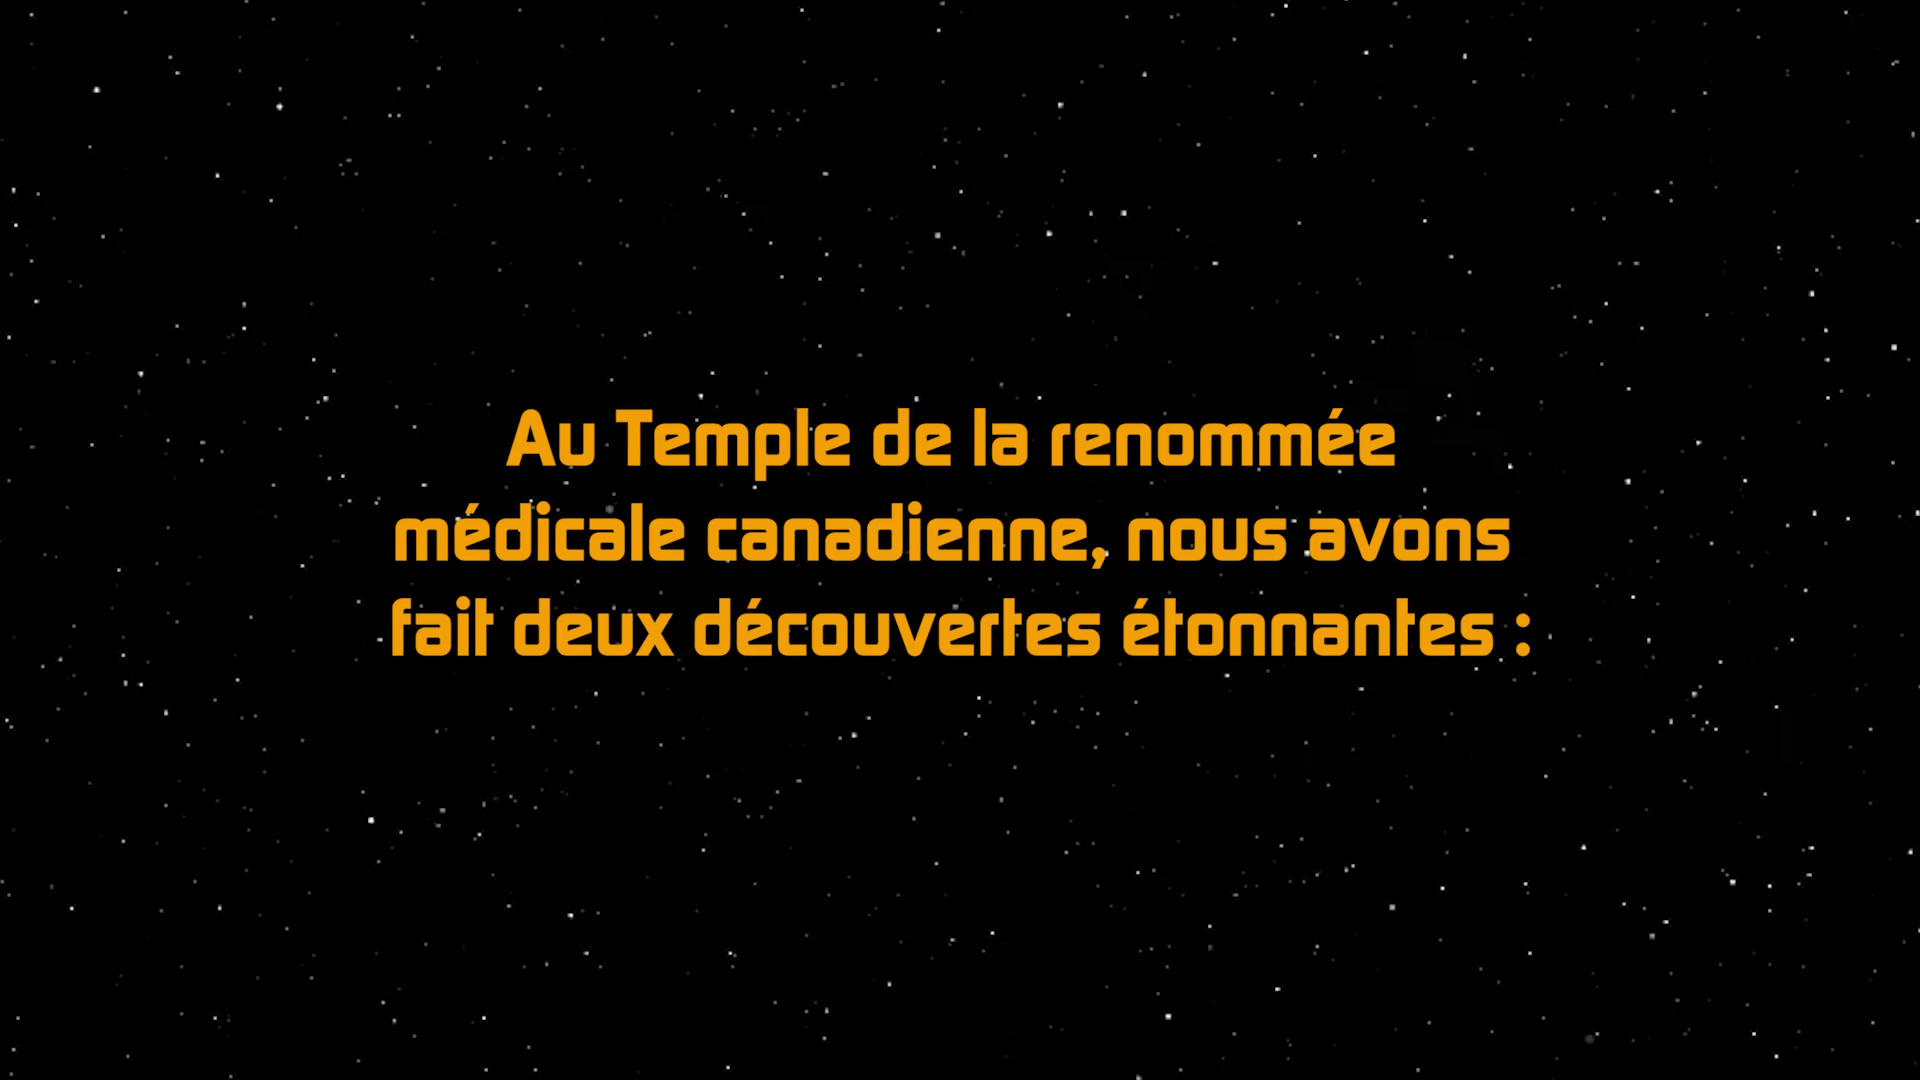 Au Temple de la renommée
médicale canadienne, nous avons
fait deux découvertes étonnantes :